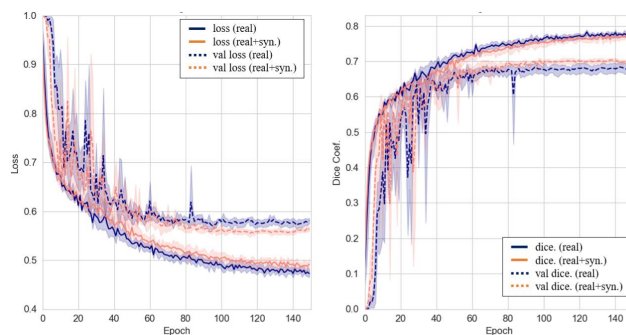 1.0
0.9
0.8
0.7
0.6
0.5
0.4
Loss
0 20 40 60 80 100 120 140
Epoch
loss (real)
loss (real+syn.)
val loss (real)
val loss (real+syn.)
0.8
0.7
0.6
0.5
0.4
0.3
0.2
0.1
0.0
Dice Coef.
0 20 40 60 80 100 120 140
Epoch
dice. (real)
dice. (real+syn.)
val dice. (real)
val dice. (real+syn.)